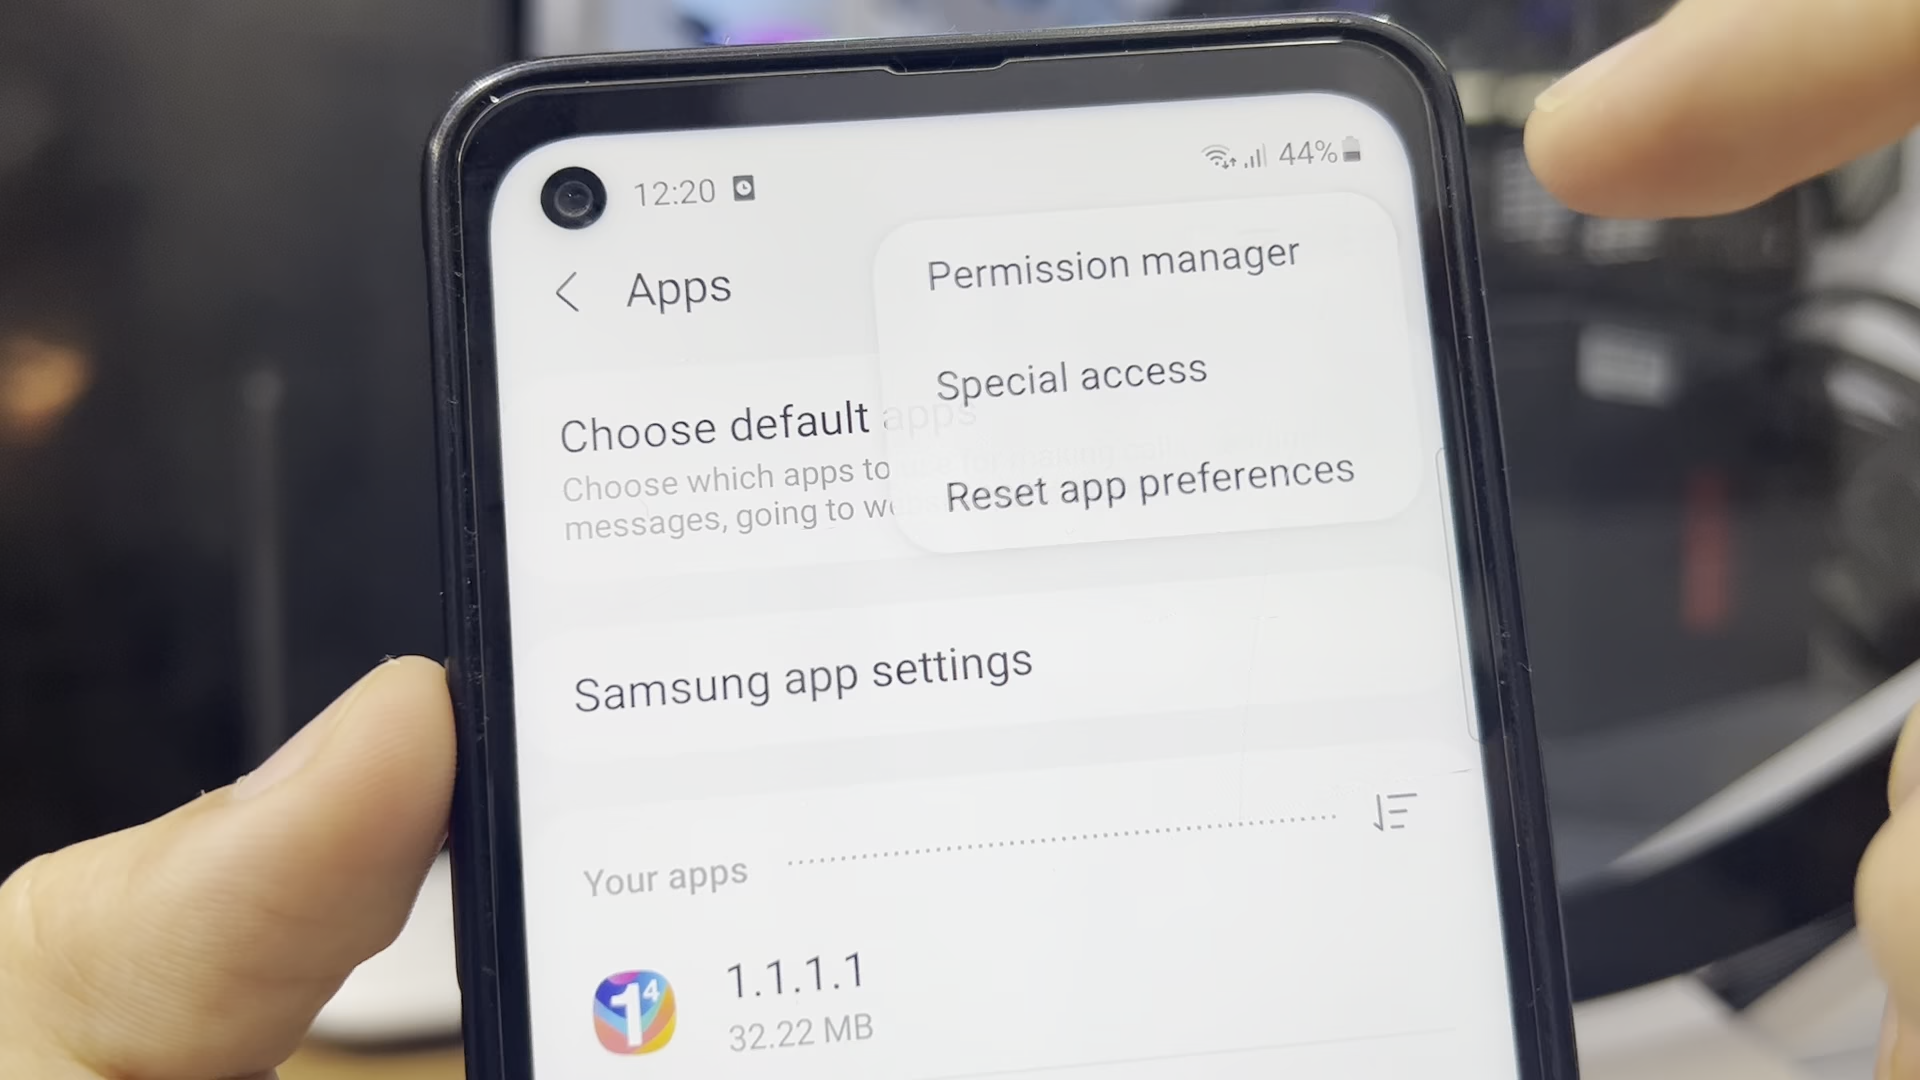 12:20
44%
Apps
Permission manager
Special access
Reset app preferences
Choose default apps
Choose which apps to use for making calls,
messages, going to we
Samsung app settings
Your apps
1.1.1.1
32.22 MB
1⁴